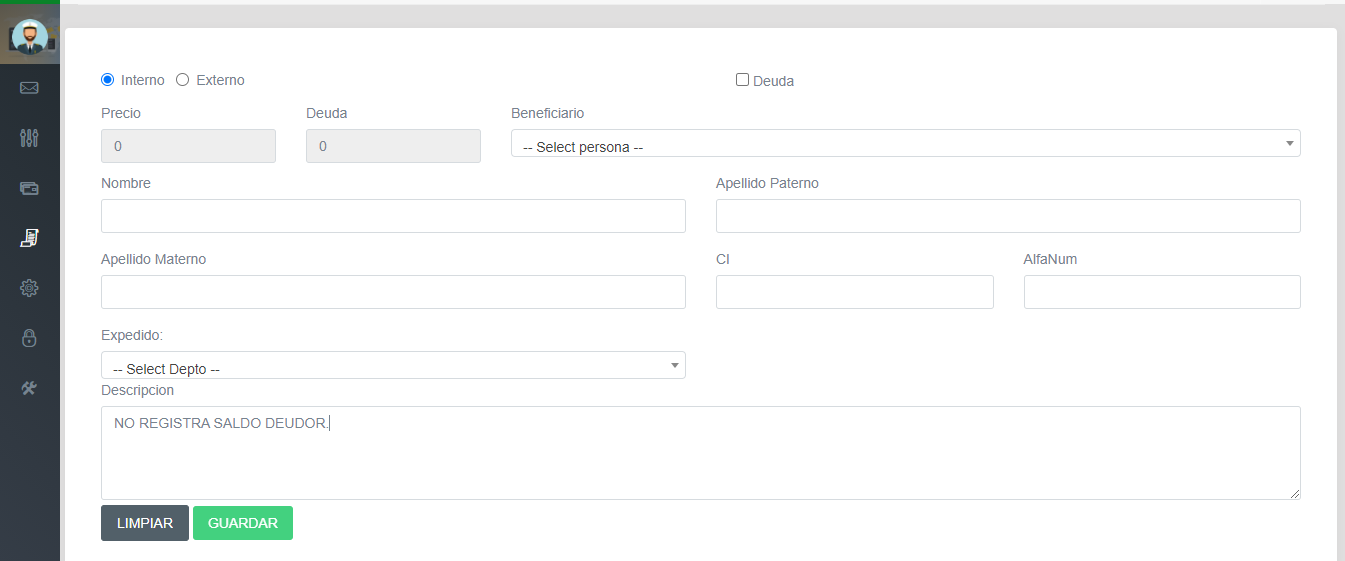 Interno Externo Deuda
Precio Deuda Beneficiario
0 0 -- Select persona --
Nombre Apellido Paterno
Apellido Materno CI AlfaNum
Expedido:
-- Select Depto --
Descripcion
NO REGISTRA SALDO DEUDOR.
LIMPIAR GUARDAR